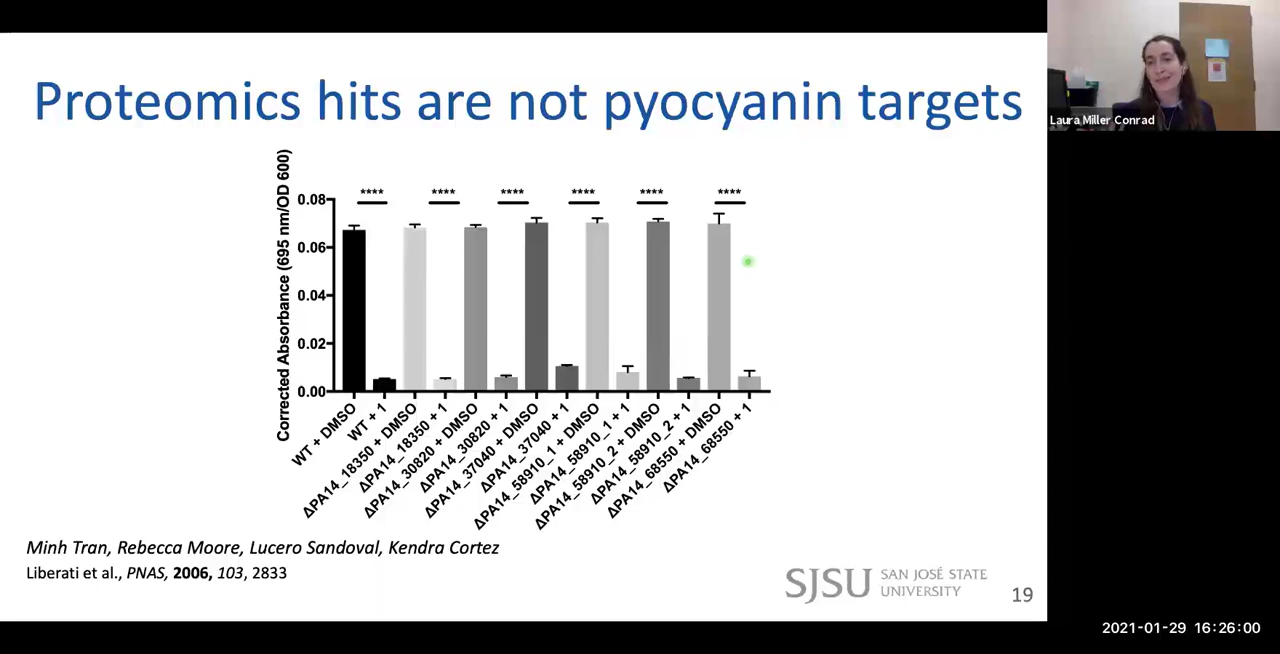 Proteomics hits are not pyocyanin targets
Laura Miller Conrad
Corrected Absorbance (695 nm/OD 600)
**** **** **** **** **** ****
0.08
0.06
0.04
0.02
0.00
WT + DMSO
WT + 1
ΔPA14_18350 + DMSO
ΔPA14_18350 + 1
ΔPA14_30820 + DMSO
ΔPA14_30820 + 1
ΔPA14_37040 + DMSO
ΔPA14_37040 + 1
ΔPA14_58910_1 + DMSO
ΔPA14_58910_1 + 1
ΔPA14_58910_2 + DMSO
ΔPA14_58910_2 + 1
ΔPA14_68550 + DMSO
ΔPA14_68550 + 1
Minh Tran, Rebecca Moore, Lucero Sandoval, Kendra Cortez
Liberati et al., PNAS, 2006, 103, 2833
SJSU SAN JOSÉ STATE
UNIVERSITY
19
2021-01-29 16:26:00